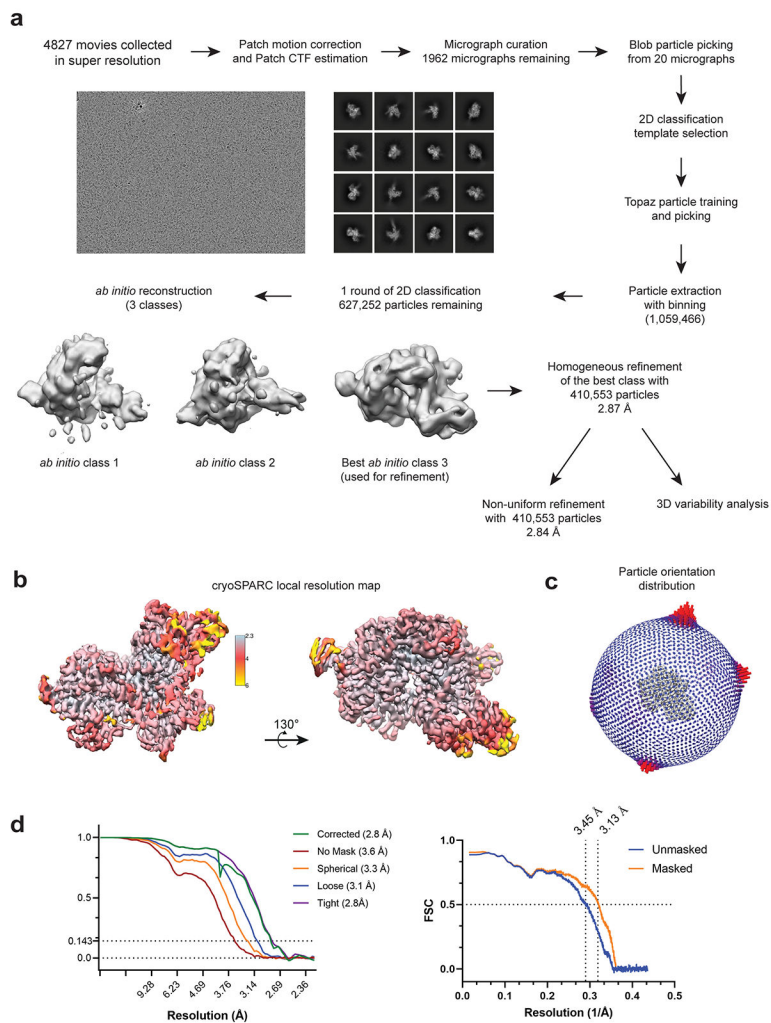 a
4827 movies collected
in super resolution
Patch motion correction
and Patch CTF estimation
Micrograph curation
1962 micrographs remaining
Blob particle picking
from 20 micrographs
2D classification
template selection
Topaz particle training
and picking
Particle extraction
with binning
(1,059,466)
1 round of 2D classification
627,252 particles remaining
ab initio reconstruction
(3 classes)
ab initio class 1
ab initio class 2
Best ab initio class 3
(used for refinement)
Homogeneous refinement
of the best class with
410,553 particles
2.87 Å
Non-uniform refinement
with 410,553 particles
2.84 Å
3D variability analysis
b
cryoSPARC local resolution map
2.3
4
6
130°
c
Particle orientation
distribution
d
1.0
0.5
0.143
0.0
9.28
6.23
4.69
3.76
3.14
2.69
2.36
Resolution (Å)
Corrected (2.8 Å)
No Mask (3.6 Å)
Spherical (3.3 Å)
Loose (3.1 Å)
Tight (2.8Å)
3.45 Å
3.13 Å
Unmasked
Masked
FSC
1.0
0.5
0.0
0.0
0.1
0.2
0.3
0.4
0.5
Resolution (1/Å)